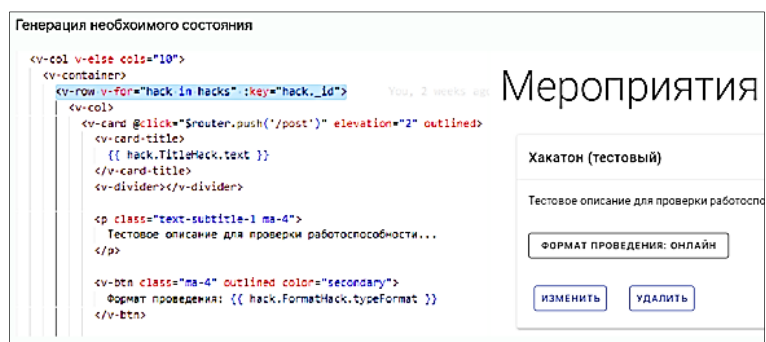 Генерация необхоимого состояния
<v-col v-else cols="10">
<v-container>
<v-row v-for="hack in hacks" :key="hack._id"> You, 2 weeks ago
<v-col>
<v-card @click="$router.push('/post')" elevation="2" outlined>
<v-card-title>
{{ hack.TitleHack.text }}
</v-card-title>
<v-divider></v-divider>
<p class="text-subtitle-1 ma-4">
Тестовое описание для проверки работоспособности...
</p>
<v-btn class="ma-4" outlined color="secondary">
Формат проведения: {{ hack.FormatHack.typeFormat }}
</v-btn>
Мероприятия
Хакатон (тестовый)
Тестовое описание для проверки работоспо
ФОРМАТ ПРОВЕДЕНИЯ: ОНЛАЙН
ИЗМЕНИТЬ УДАЛИТЬ